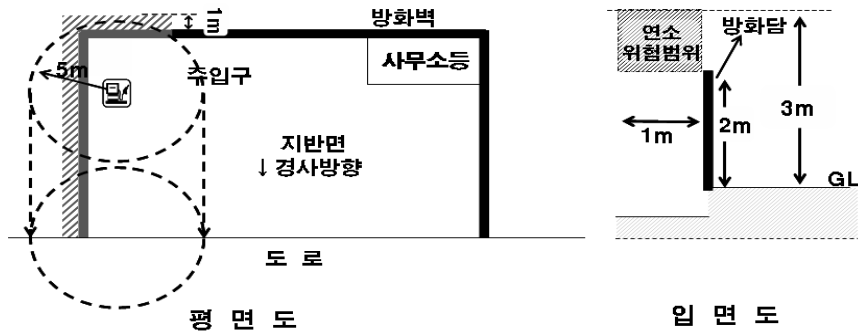 1m
방화벽
5m
주입구
사무소등
지반면
↓경사방향
도 로
평 면 도
연소
위험범위
방화담
1m
2m
3m
GL
입 면 도